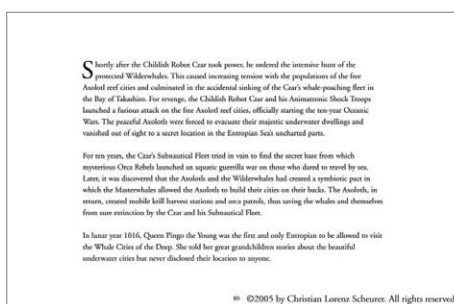 Shortly after the Childish Robot Czar took power, he ordered the intensive hunt of the
protected Wilderwhales. This caused increasing tension with the populations of the free
Axolotl reef cities and culminated in the accidental sinking of the Czar's whale-poaching fleet in
the Bay of Takashiro. For revenge, the Childish Robot Czar and his Animatronic Shock Troops
launched a furious attack on the free Axolotl reef cities, officially starting the ten-year Oceanic
Wars. The peaceful Axolotls were forced to evacuate their majestic underwater dwellings and
vanished out of sight to a secret location in the Entropian Sea's uncharted parts.
For ten years, the Czar's Subnautical Fleet tried in vain to find the secret base from which
mysterious Orca Rebels launched an aquatic guerilla war on those who dared to travel by sea.
Later, it was discovered that the Axolotls and the Wilderwhales had created a symbiotic pact in
which the Masterwhales allowed the Axolotls to build their cities on their backs. The Axolotls, in
return, created mobile krill harvest stations and orca patrols, thus saving the whales and themselves
from sure extinction by the Czar and his Subnautical Fleet.
In lunar year 1016, Queen Pingo the Young was the first and only Entropian to be allowed to visit
the Whale Cities of the Deep. She told her great grandchildren stories about the beautiful
underwater cities but never disclosed their location to anyone.
©2005 by Christian Lorenz Scheurer. All rights reserved